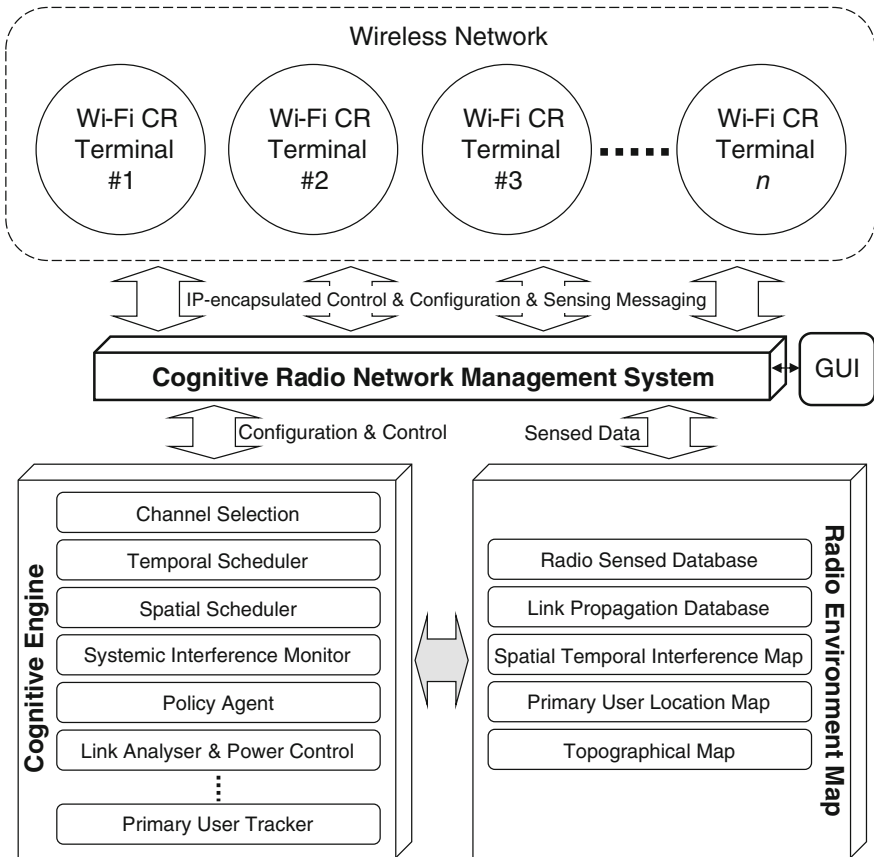 Wireless Network
Wi-Fi CR
Terminal
#1
Wi-Fi CR
Terminal
#2
Wi-Fi CR
Terminal
#3
Wi-Fi CR
Terminal
n
IP-encapsulated Control & Configuration & Sensing Messaging
Cognitive Radio Network Management System
GUI
Configuration & Control
Sensed Data
Cognitive Engine
Channel Selection
Temporal Scheduler
Spatial Scheduler
Systemic Interference Monitor
Policy Agent
Link Analyser & Power Control
Primary User Tracker
Radio Sensed Database
Link Propagation Database
Spatial Temporal Interference Map
Primary User Location Map
Topographical Map
Radio Environment Map